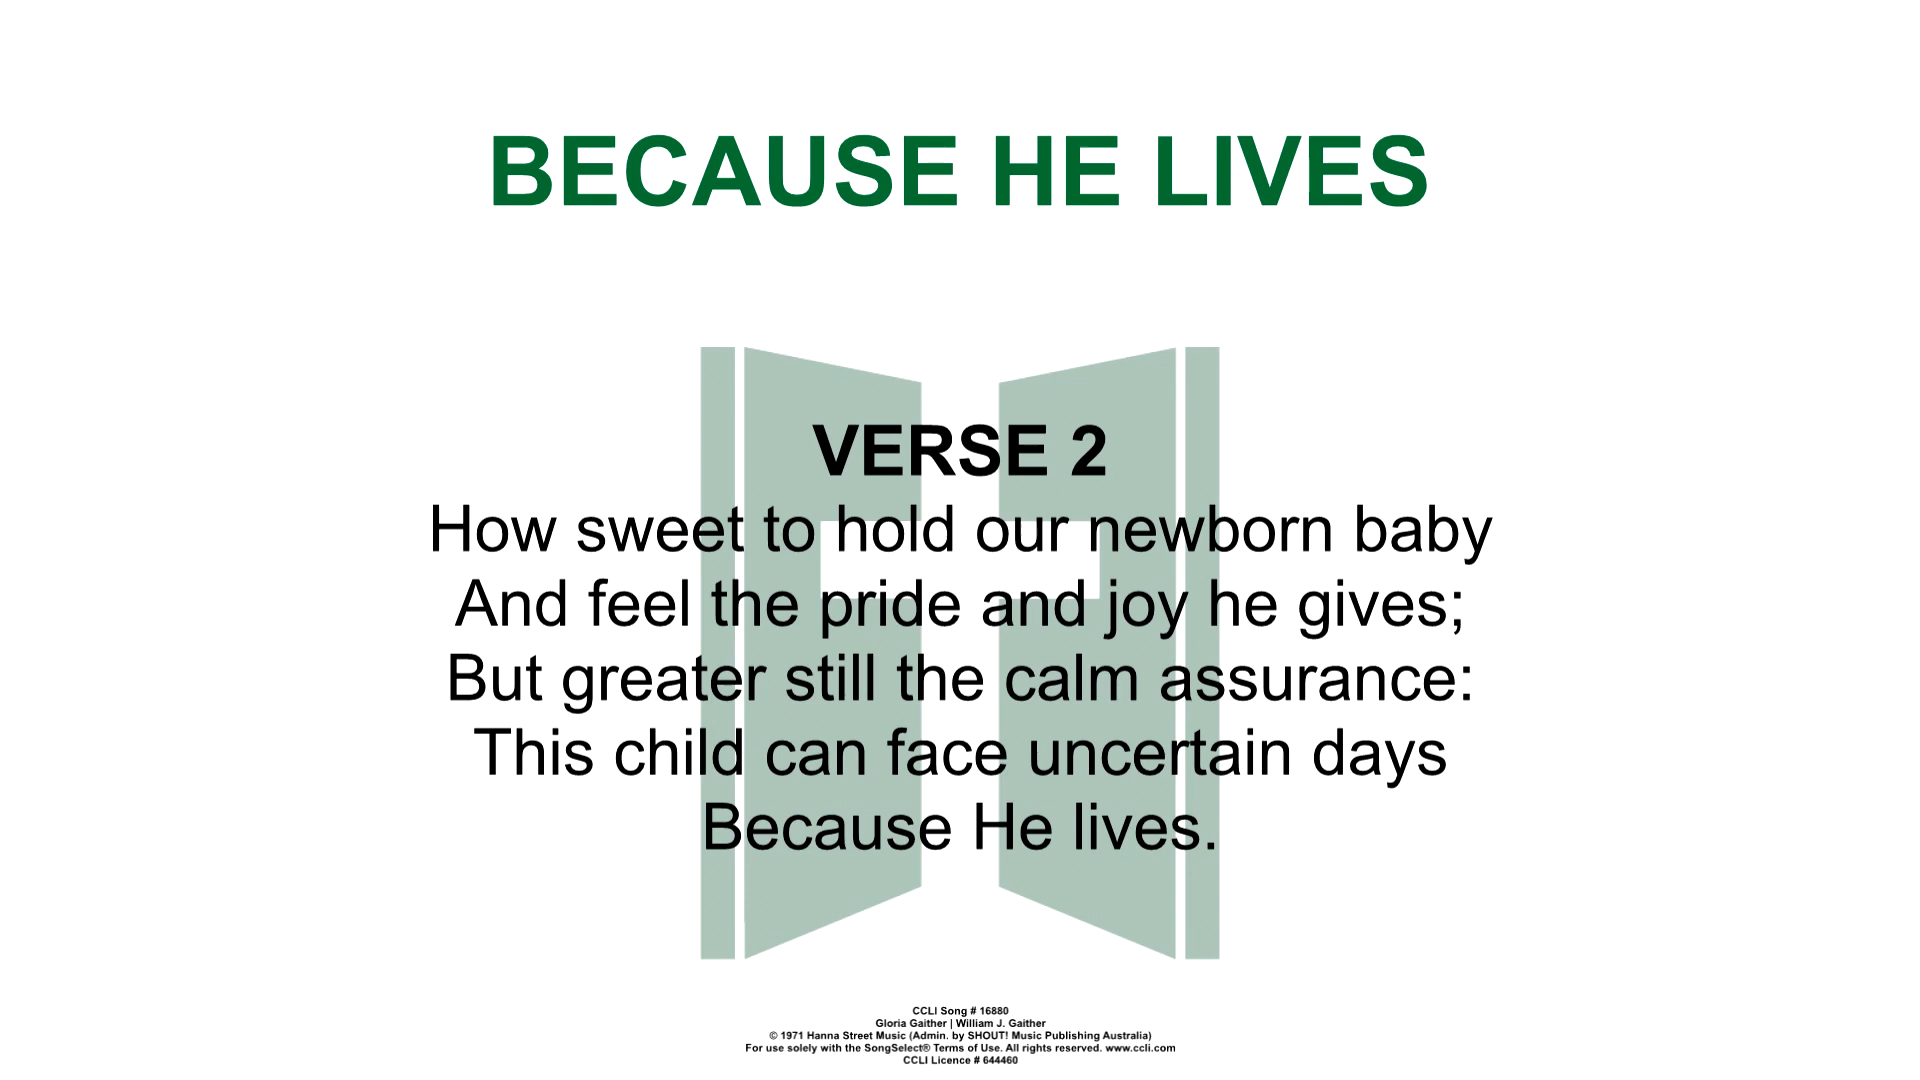 BECAUSE HE LIVES
VERSE 2
How sweet to hold our newborn baby
And feel the pride and joy he gives;
But greater still the calm assurance:
This child can face uncertain days
Because He lives.
CCLI Song # 16880
Gloria Gaither | William J. Gaither
© 1971 Hanna Street Music (Admin. by SHOUT! Music Publishing Australia)
For use solely with the SongSelect® Terms of Use. All rights reserved. www.ccli.com
CCLI Licence # 644460